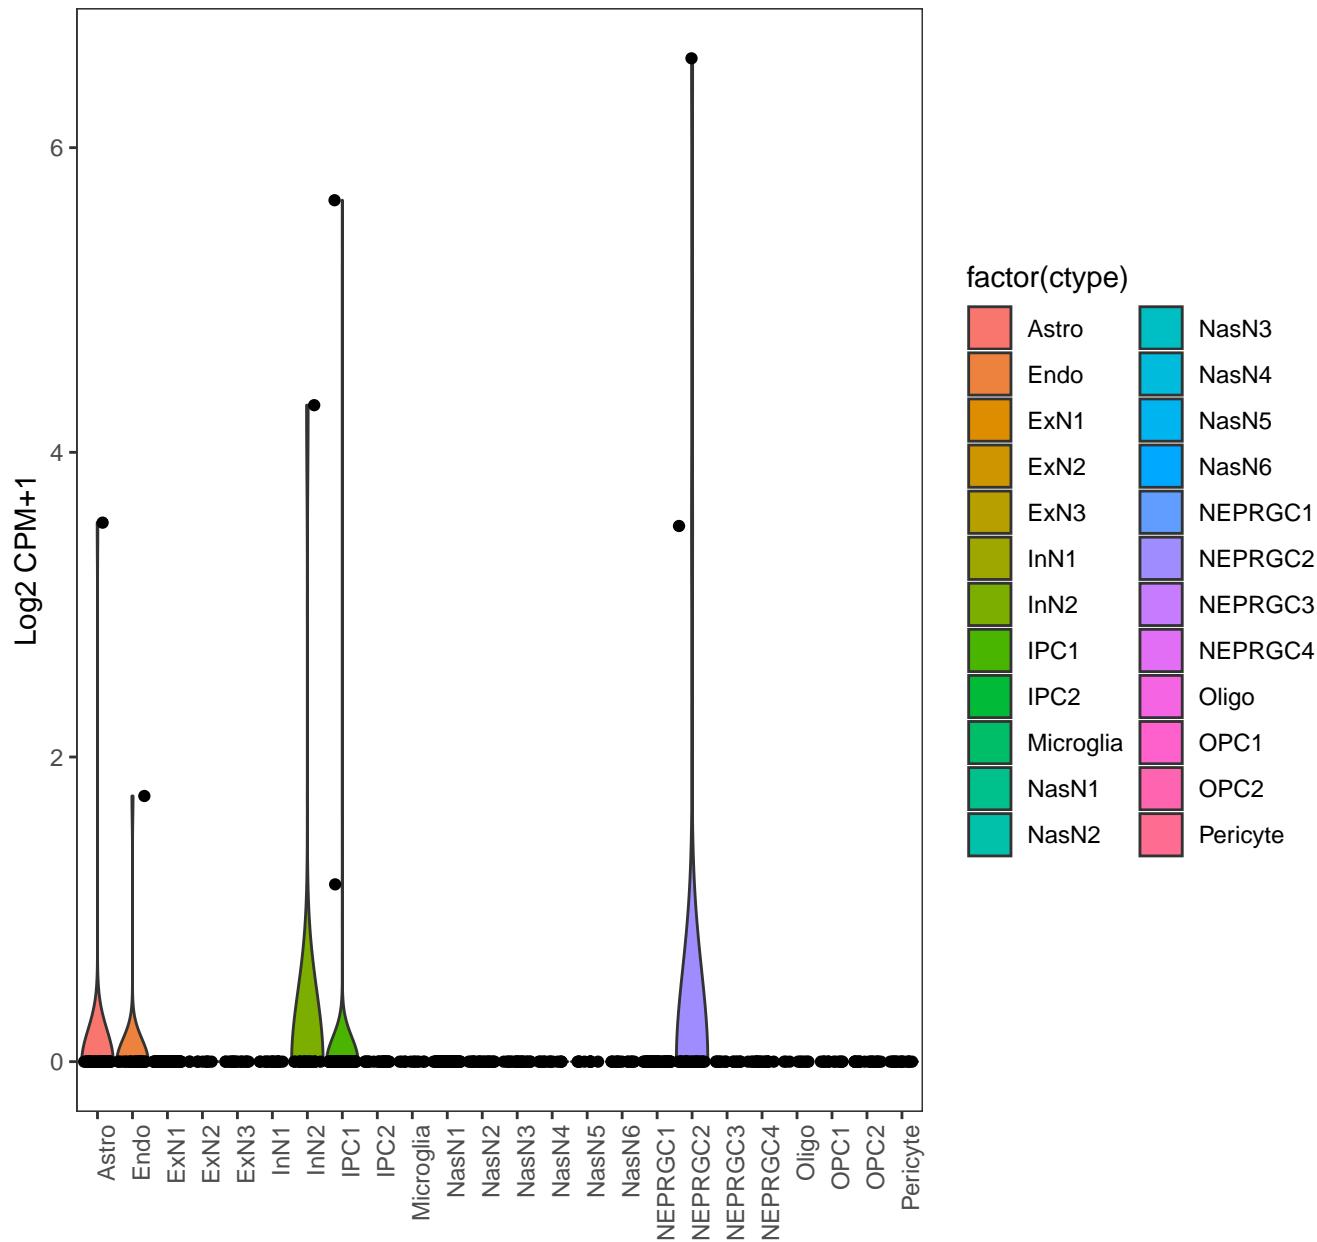 6
4
2
0
Log2 CPM+1
Astro
Endo
ExN1
ExN2
ExN3
InN1
InN2
IPC1
IPC2
Microglia
NasN1
NasN2
NasN3
NasN4
NasN5
NasN6
NEPRGC1
NEPRGC2
NEPRGC3
NEPRGC4
Oligo
OPC1
OPC2
Pericyte
factor(ctype)
Astro
Endo
ExN1
ExN2
ExN3
InN1
InN2
IPC1
IPC2
Microglia
NasN1
NasN2
NasN3
NasN4
NasN5
NasN6
NEPRGC1
NEPRGC2
NEPRGC3
NEPRGC4
Oligo
OPC1
OPC2
Pericyte